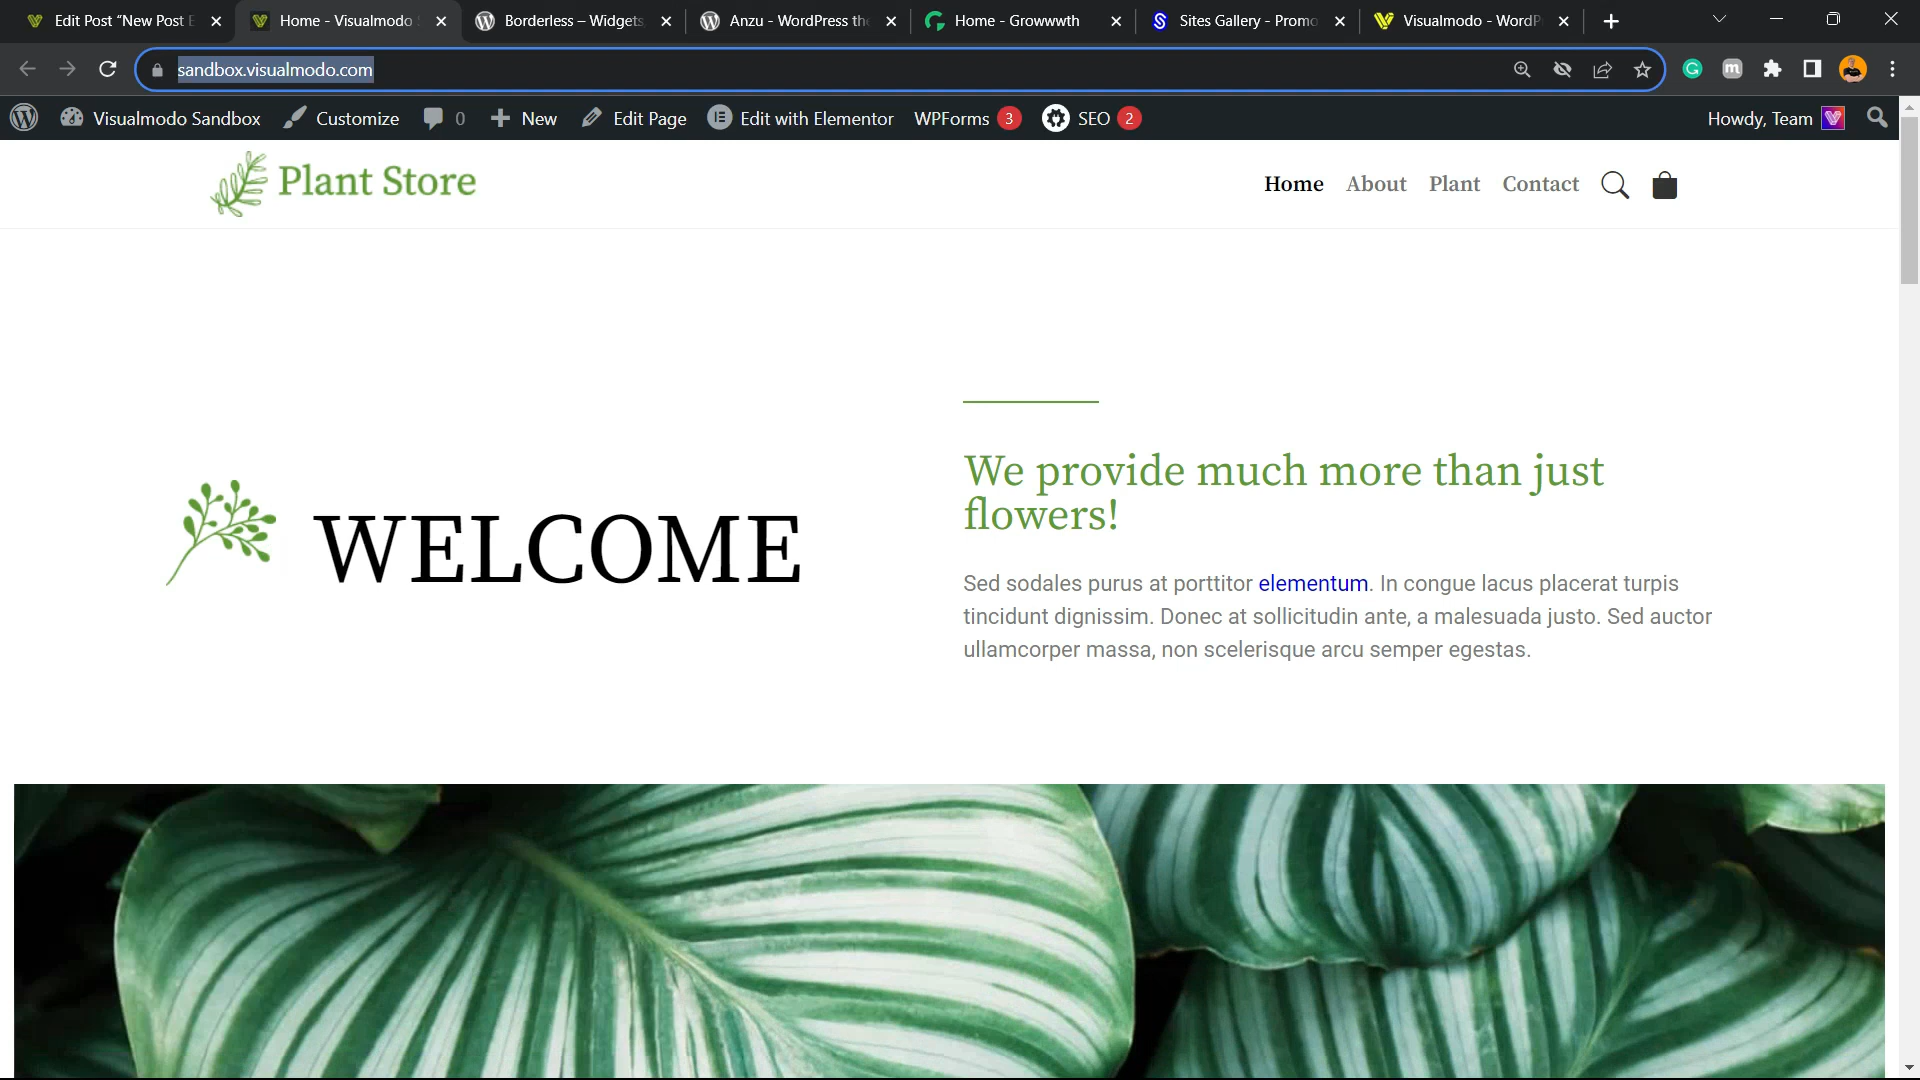 Edit Post “New Post E
Home - Visualmodo
Borderless – Widgets
Anzu - WordPress the
Home - Growwwth
Sites Gallery - Promo
Visualmodo - WordP
sandbox.visualmodo.com
Visualmodo Sandbox
Customize
0
New
Edit Page
Edit with Elementor
WPForms 3
SEO 2
Howdy, Team
Plant Store
Home About Plant Contact
WELCOME
We provide much more than just
flowers!
Sed sodales purus at porttitor elementum. In congue lacus placerat turpis
tincidunt dignissim. Donec at sollicitudin ante, a malesuada justo. Sed auctor
ullamcorper massa, non scelerisque arcu semper egestas.